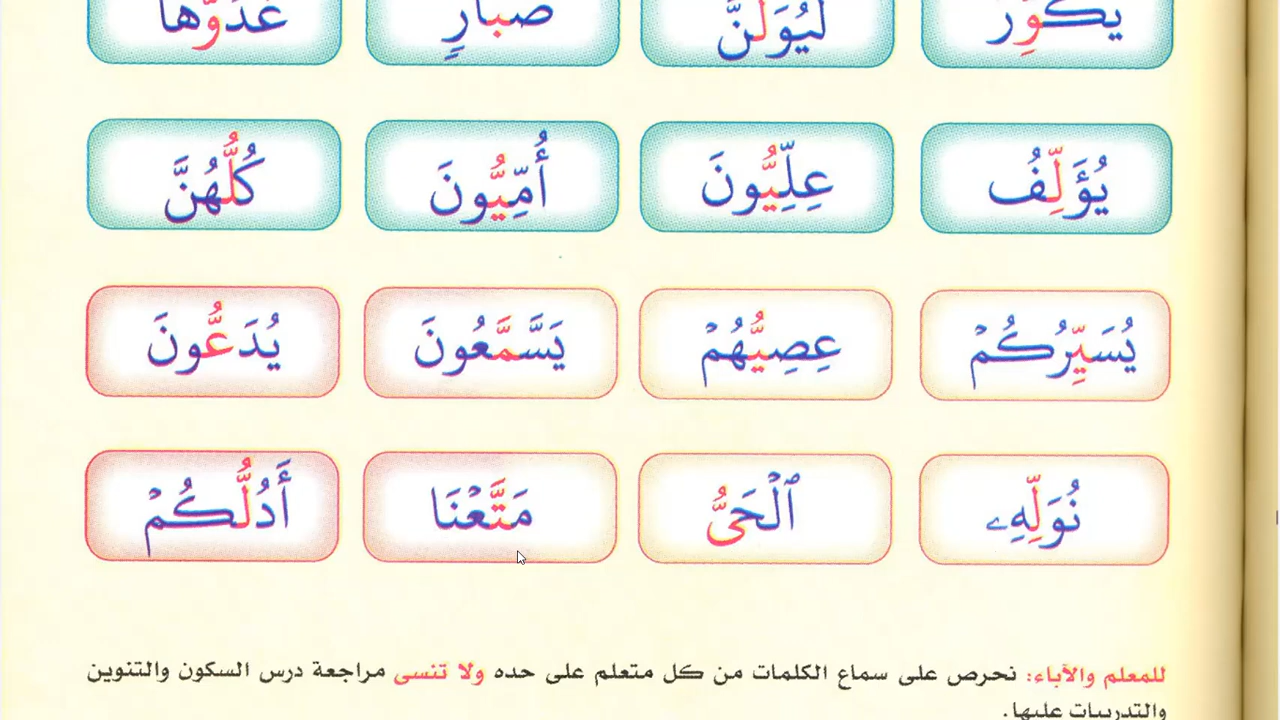 يُكَوِّرُ لَيُوَلُّنَّ صَبَّارٍ
يُؤَلِّفُ عِلِّيُّونَ أُمِّيُّونَ كُلُّهُنَّ
يُسَيِّرُكُمْ عِصِيُّهُمْ يَسَّمَّعُونَ يُدَعُّونَ
نُوَلِّهِۦ ٱلْحَىُّ مَتَّعْنَا أَدُلُّكُمْ
للمعلم والآباء: نحرص على سماع الكلمات من كل متعلم على حده ولا تنسى مراجعة درس السكون والتنوين
والتدريبات عليها.